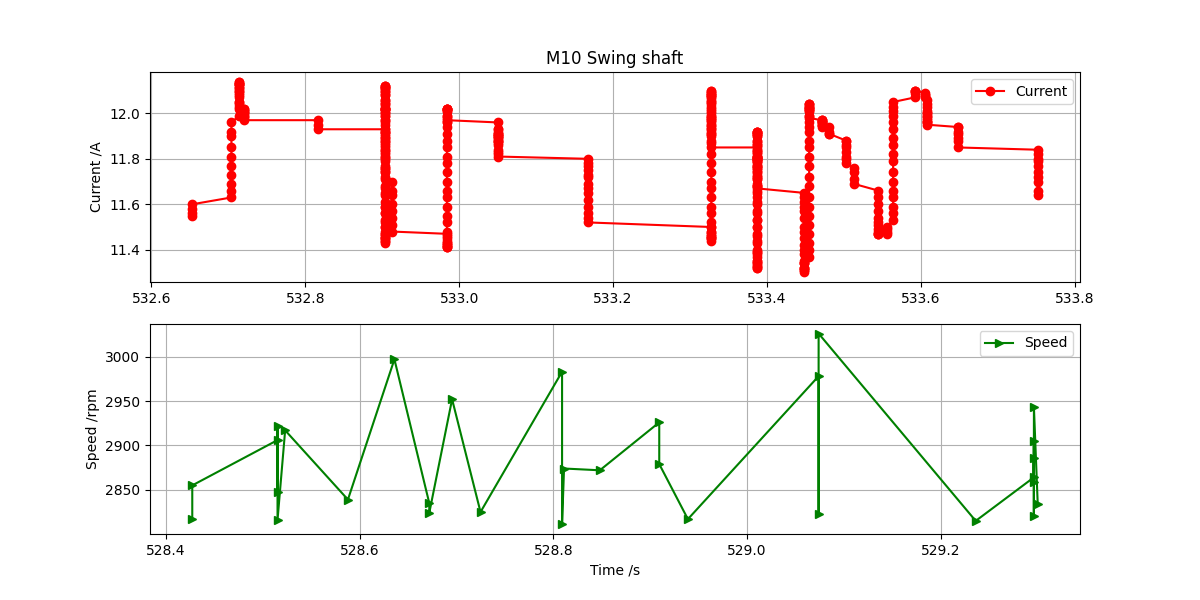 M10 Swing shaft
Current /A
12.0
11.8
11.6
11.4
Current
532.6 532.8 533.0 533.2 533.4 533.6 533.8
Speed /rpm
3000
2950
2900
2850
Speed
528.4 528.6 528.8 529.0 529.2
Time /s